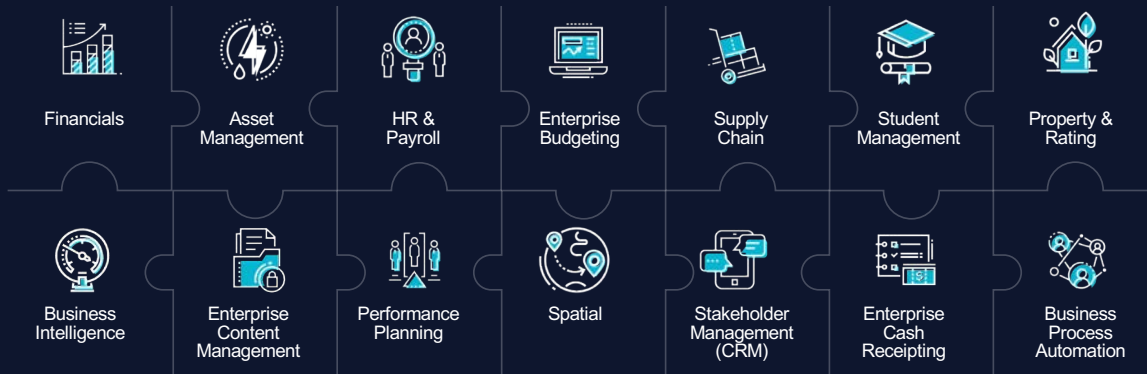 Financials
Asset
Management
HR &
Payroll
Enterprise
Budgeting
Supply
Chain
Student
Management
Property &
Rating
Business
Intelligence
Enterprise
Content
Management
Performance
Planning
Spatial
Stakeholder
Management
(CRM)
Enterprise
Cash
Receipting
Business
Process
Automation